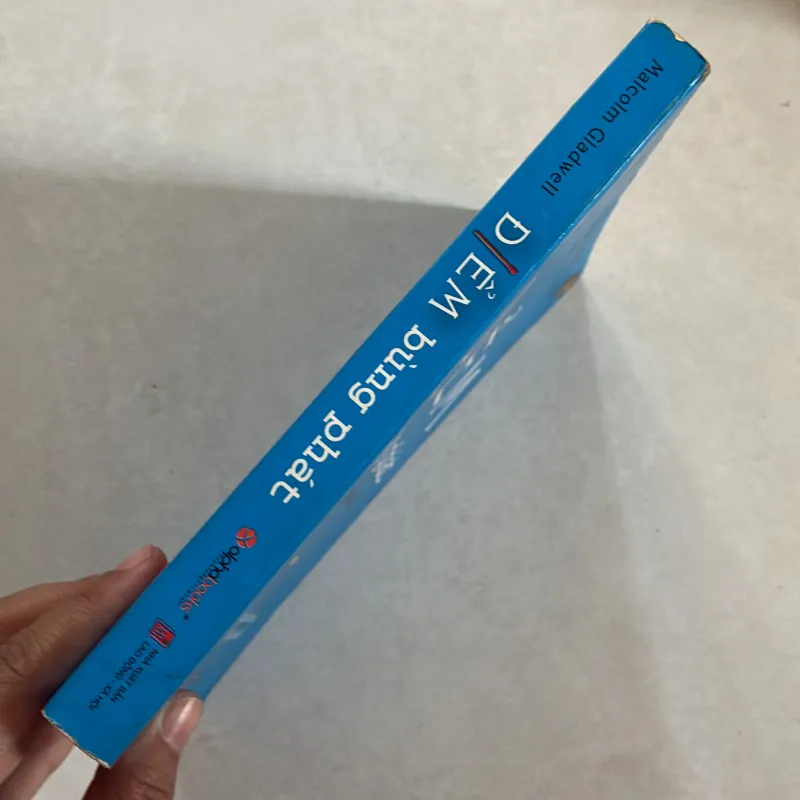 Malcolm Gladwell
ĐIỂM bùng phát
alphabooks®
NHÀ XUẤT BẢN
LAO ĐỘNG - XÃ HỘI